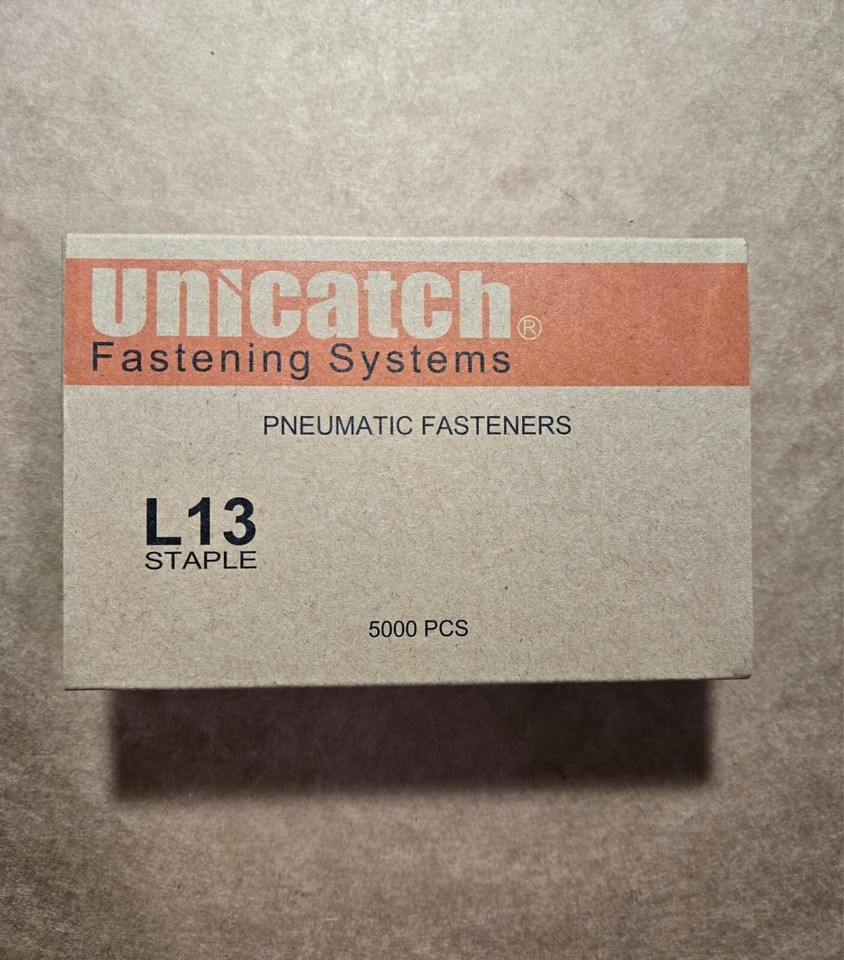 unicatch®
Fastening Systems
PNEUMATIC FASTENERS
L13
STAPLE
5000 PCS